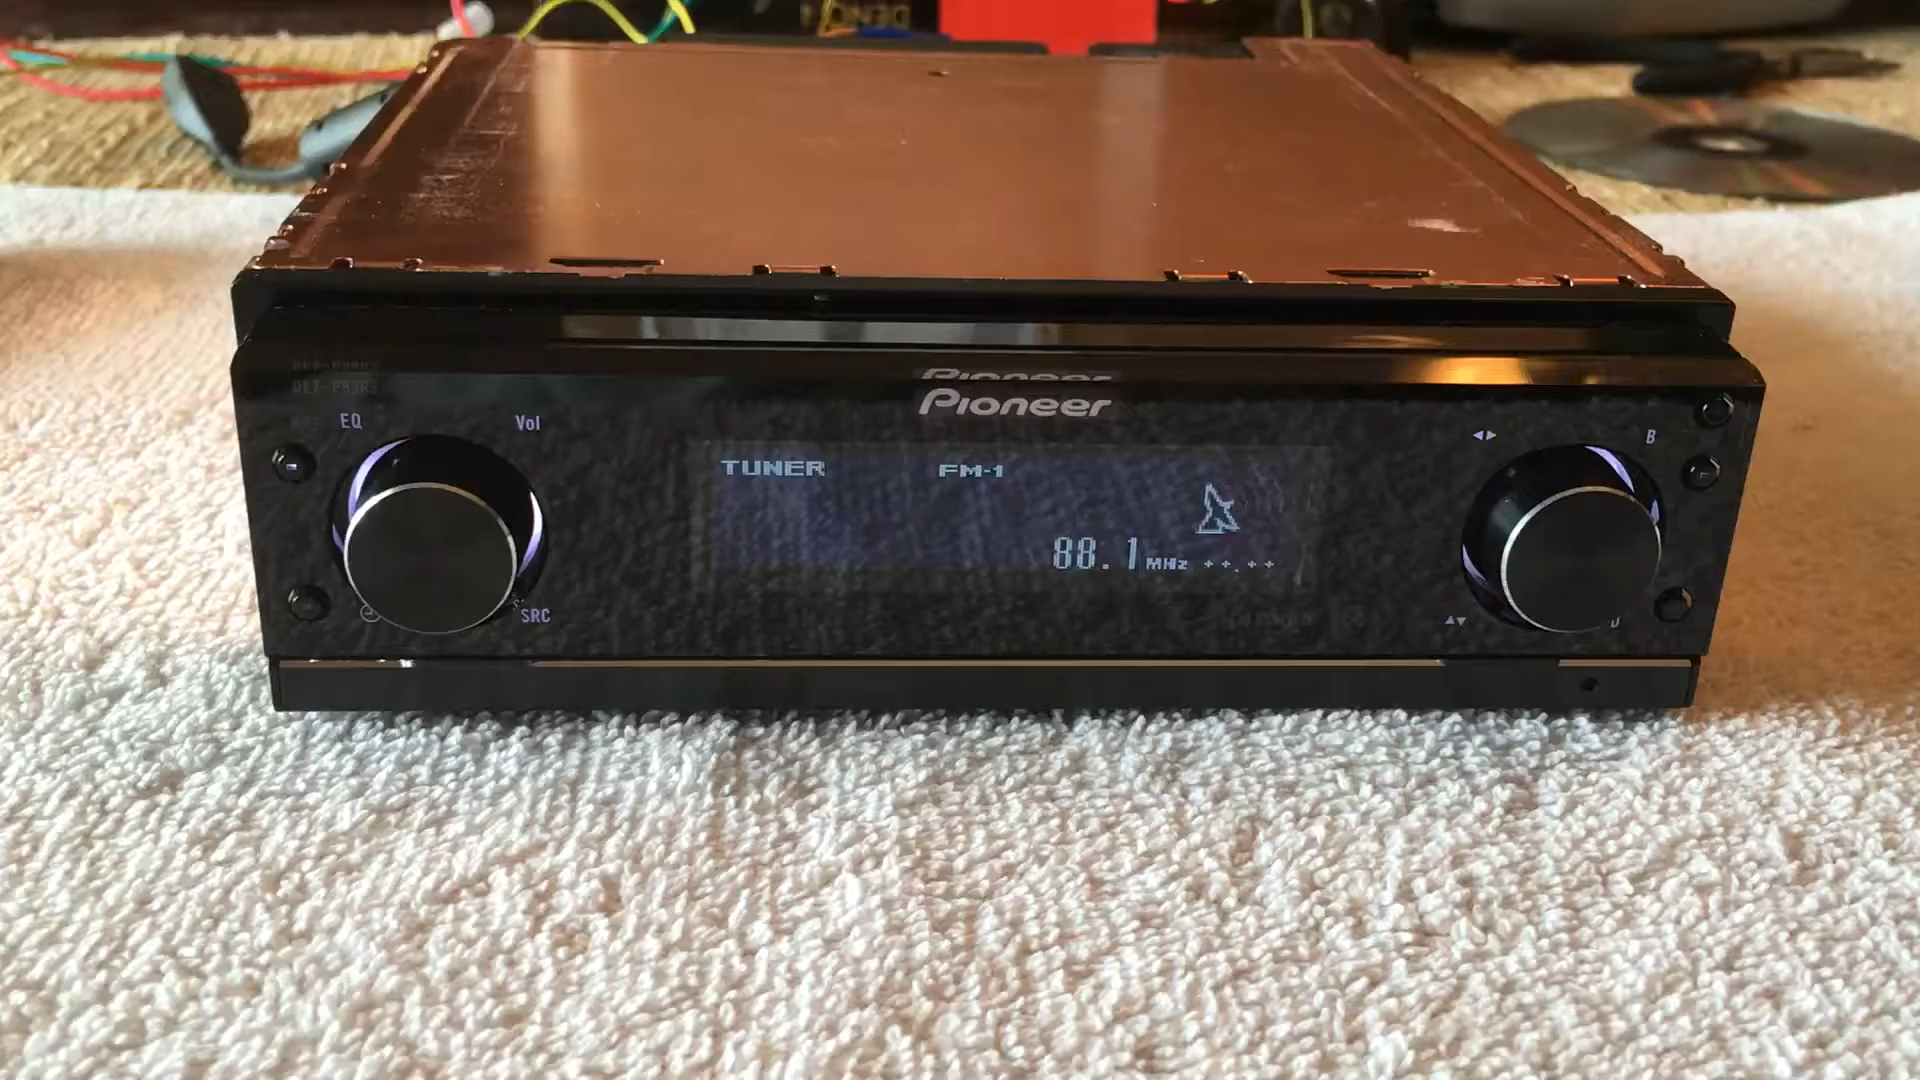 Pioneer
EQ
Vol
B
TUNER FM-1
88.1 MHz
SRC